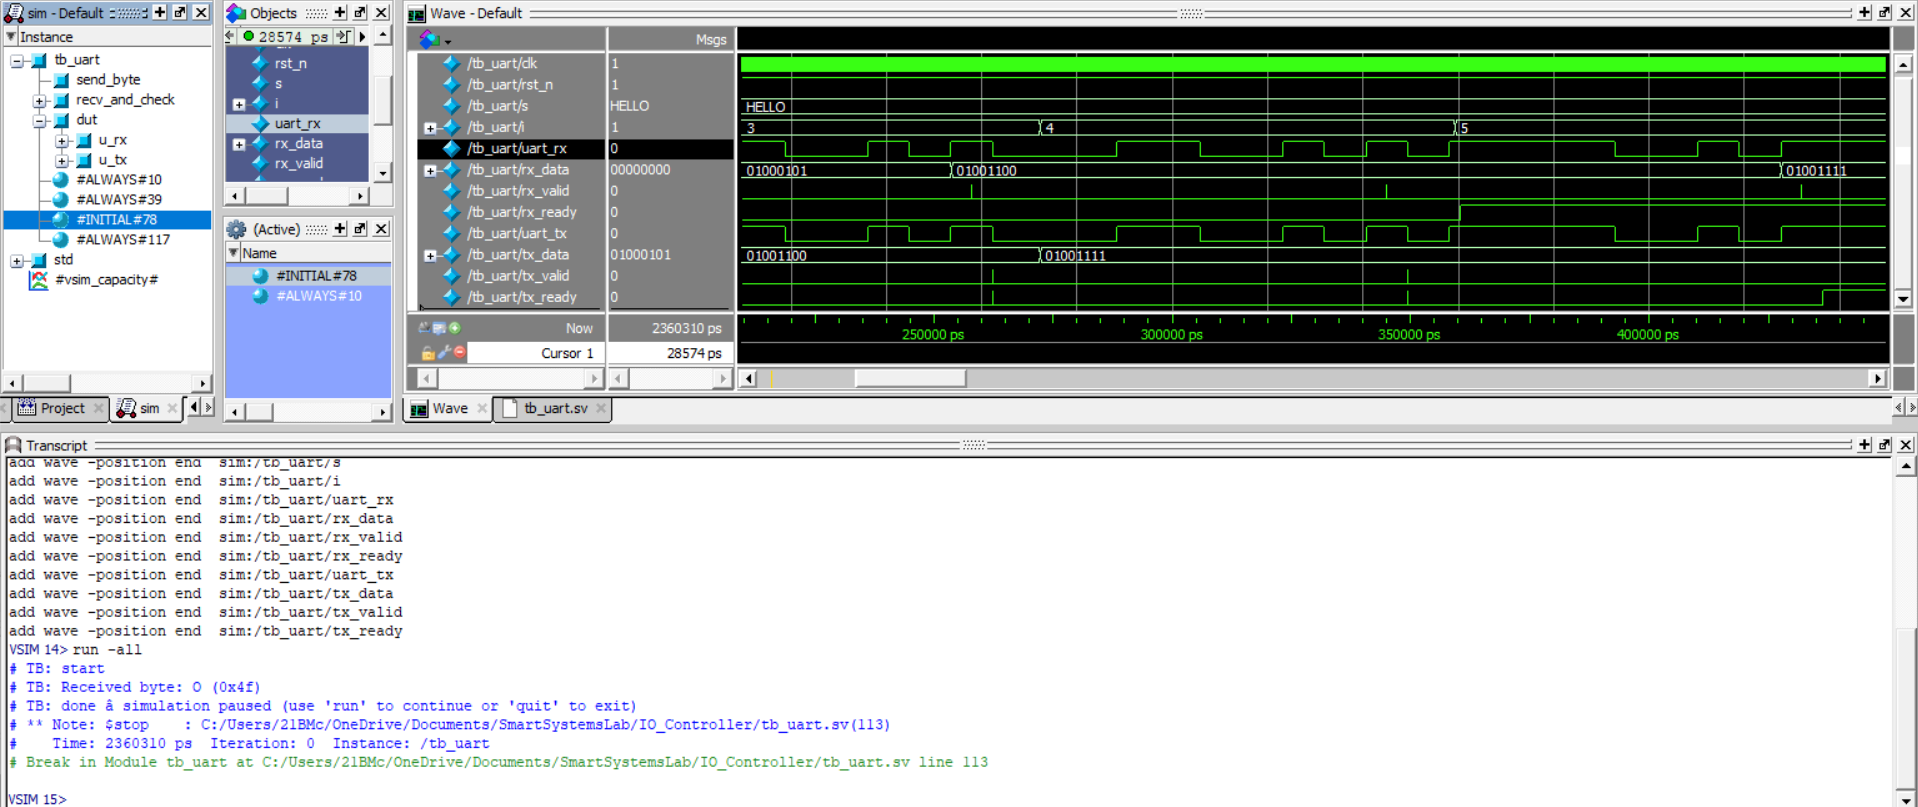 sim - Default
Instance
tb_uart
send_byte
recv_and_check
dut
u_rx
u_tx
#ALWAYS#10
#ALWAYS#39
#INITIAL#78
#ALWAYS#117
std
#vsim_capacity#
Project
sim
Objects
28574 ps
rst_n
s
i
uart_rx
rx_data
rx_valid
(Active)
Name
#INITIAL#78
#ALWAYS#10
Wave - Default
Msgs
/tb_uart/clk 1
/tb_uart/rst_n 1
/tb_uart/s HELLO HELLO
/tb_uart/i 1 3 4 5
/tb_uart/uart_rx 0
/tb_uart/rx_data 00000000 01000101 01001100 01001111
/tb_uart/rx_valid 0
/tb_uart/rx_ready 0
/tb_uart/uart_tx 0
/tb_uart/tx_data 01000101 01001100 01001111
/tb_uart/tx_valid 0
/tb_uart/tx_ready 0
Now 2360310 ps 250000 ps 300000 ps 350000 ps 400000 ps
Cursor 1 28574 ps
Wave tb_uart.sv
Transcript
add wave -position end  sim:/tb_uart/s
add wave -position end  sim:/tb_uart/i
add wave -position end  sim:/tb_uart/uart_rx
add wave -position end  sim:/tb_uart/rx_data
add wave -position end  sim:/tb_uart/rx_valid
add wave -position end  sim:/tb_uart/rx_ready
add wave -position end  sim:/tb_uart/uart_tx
add wave -position end  sim:/tb_uart/tx_data
add wave -position end  sim:/tb_uart/tx_valid
add wave -position end  sim:/tb_uart/tx_ready
VSIM 14> run -all
# TB: start
# TB: Received byte: O (0x4f)
# TB: done â simulation paused (use 'run' to continue or 'quit' to exit)
# ** Note: $stop    : C:/Users/21BMc/OneDrive/Documents/SmartSystemsLab/IO_Controller/tb_uart.sv(113)
#    Time: 2360310 ps  Iteration: 0  Instance: /tb_uart
# Break in Module tb_uart at C:/Users/21BMc/OneDrive/Documents/SmartSystemsLab/IO_Controller/tb_uart.sv line 113
VSIM 15>